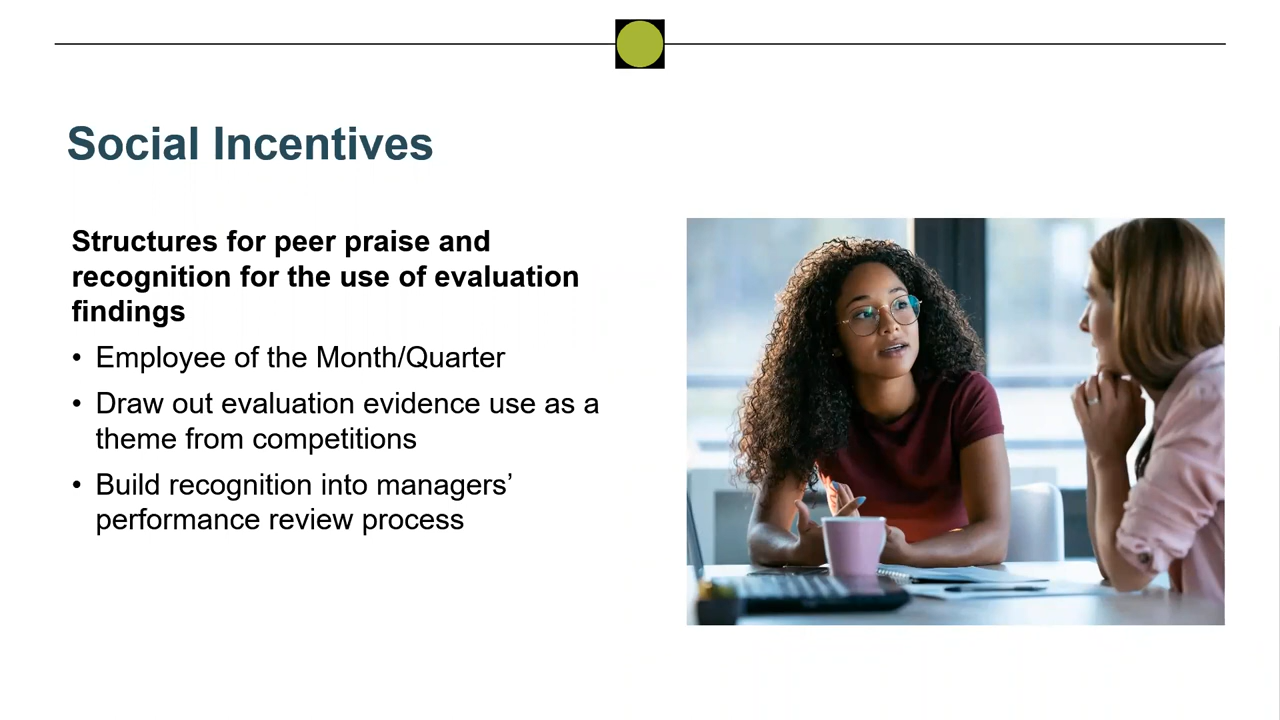 Social Incentives
Structures for peer praise and
recognition for the use of evaluation
findings
• Employee of the Month/Quarter
• Draw out evaluation evidence use as a
theme from competitions
• Build recognition into managers’
performance review process